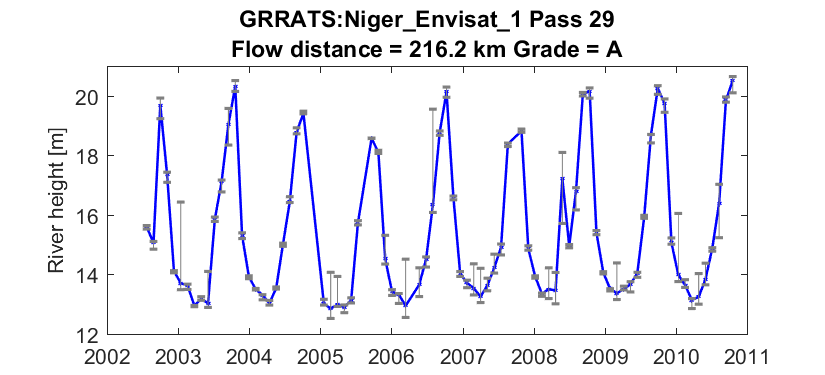 GRRATS:Niger_Envisat_1 Pass 29
Flow distance = 216.2 km Grade = A
River height [m]
20
18
16
14
12
2002 2003 2004 2005 2006 2007 2008 2009 2010 2011